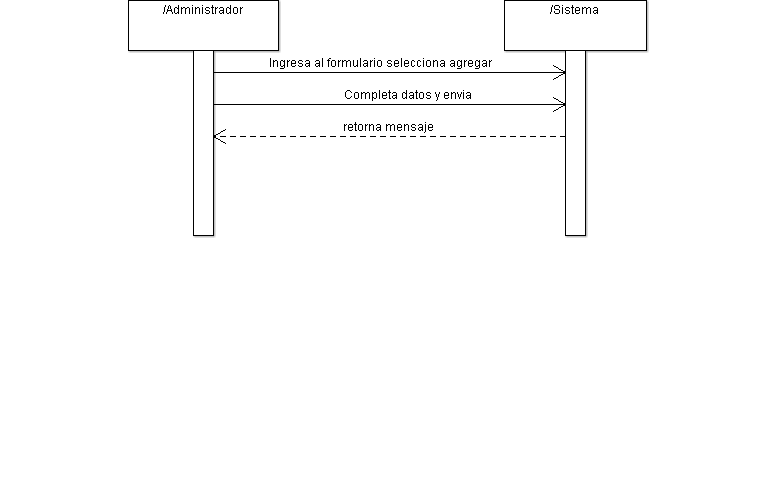 /Administrador
/Sistema
Ingresa al formulario selecciona agregar
Completa datos y envia
retorna mensaje